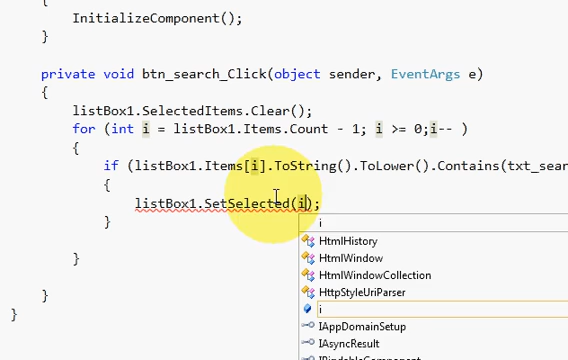 {
InitializeComponent();
}
private void btn_search_Click(object sender, EventArgs e)
{
listBox1.SelectedItems.Clear();
for (int i = listBox1.Items.Count - 1; i >= 0;i-- )
{
if (listBox1.Items[i].ToString().ToLower().Contains(txt_sear
{
listBox1.SetSelected(i);
}
i
HtmlHistory
HtmlWindow
HtmlWindowCollection
HttpStyleUriParser
i
IAppDomainSetup
IAsyncResult
IBindableComponent
}
}
}